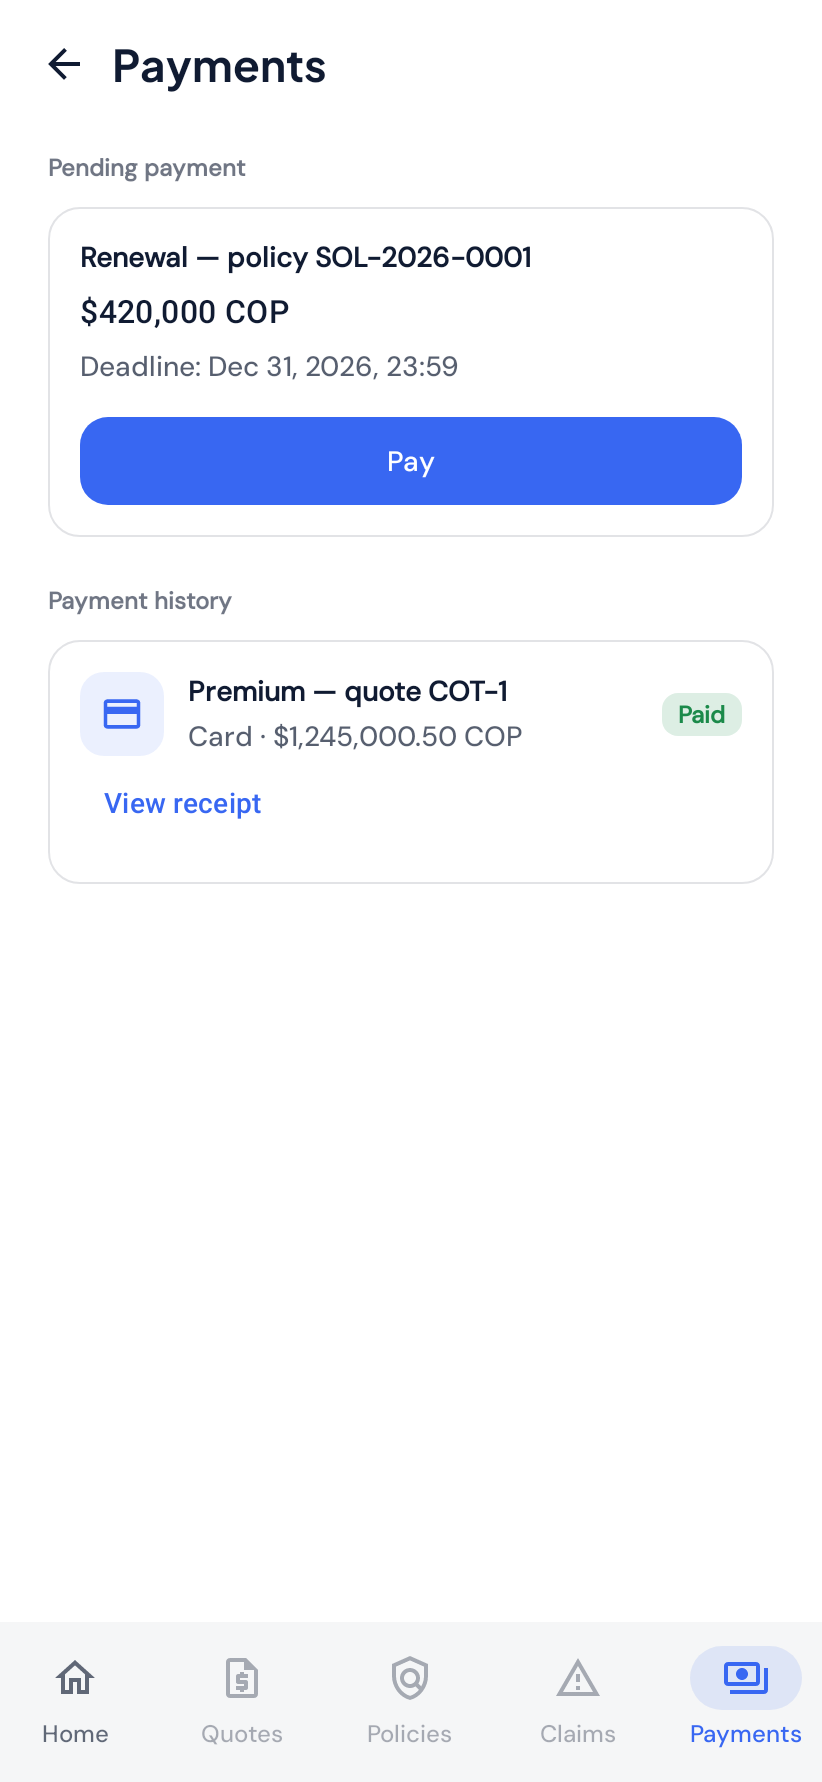 Payments
Pending payment
Renewal — policy SOL-2026-0001
$420,000 COP
Deadline: Dec 31, 2026, 23:59
Pay
Payment history
Premium — quote COT-1
Card · $1,245,000.50 COP
Paid
View receipt
Home
Quotes
Policies
Claims
Payments